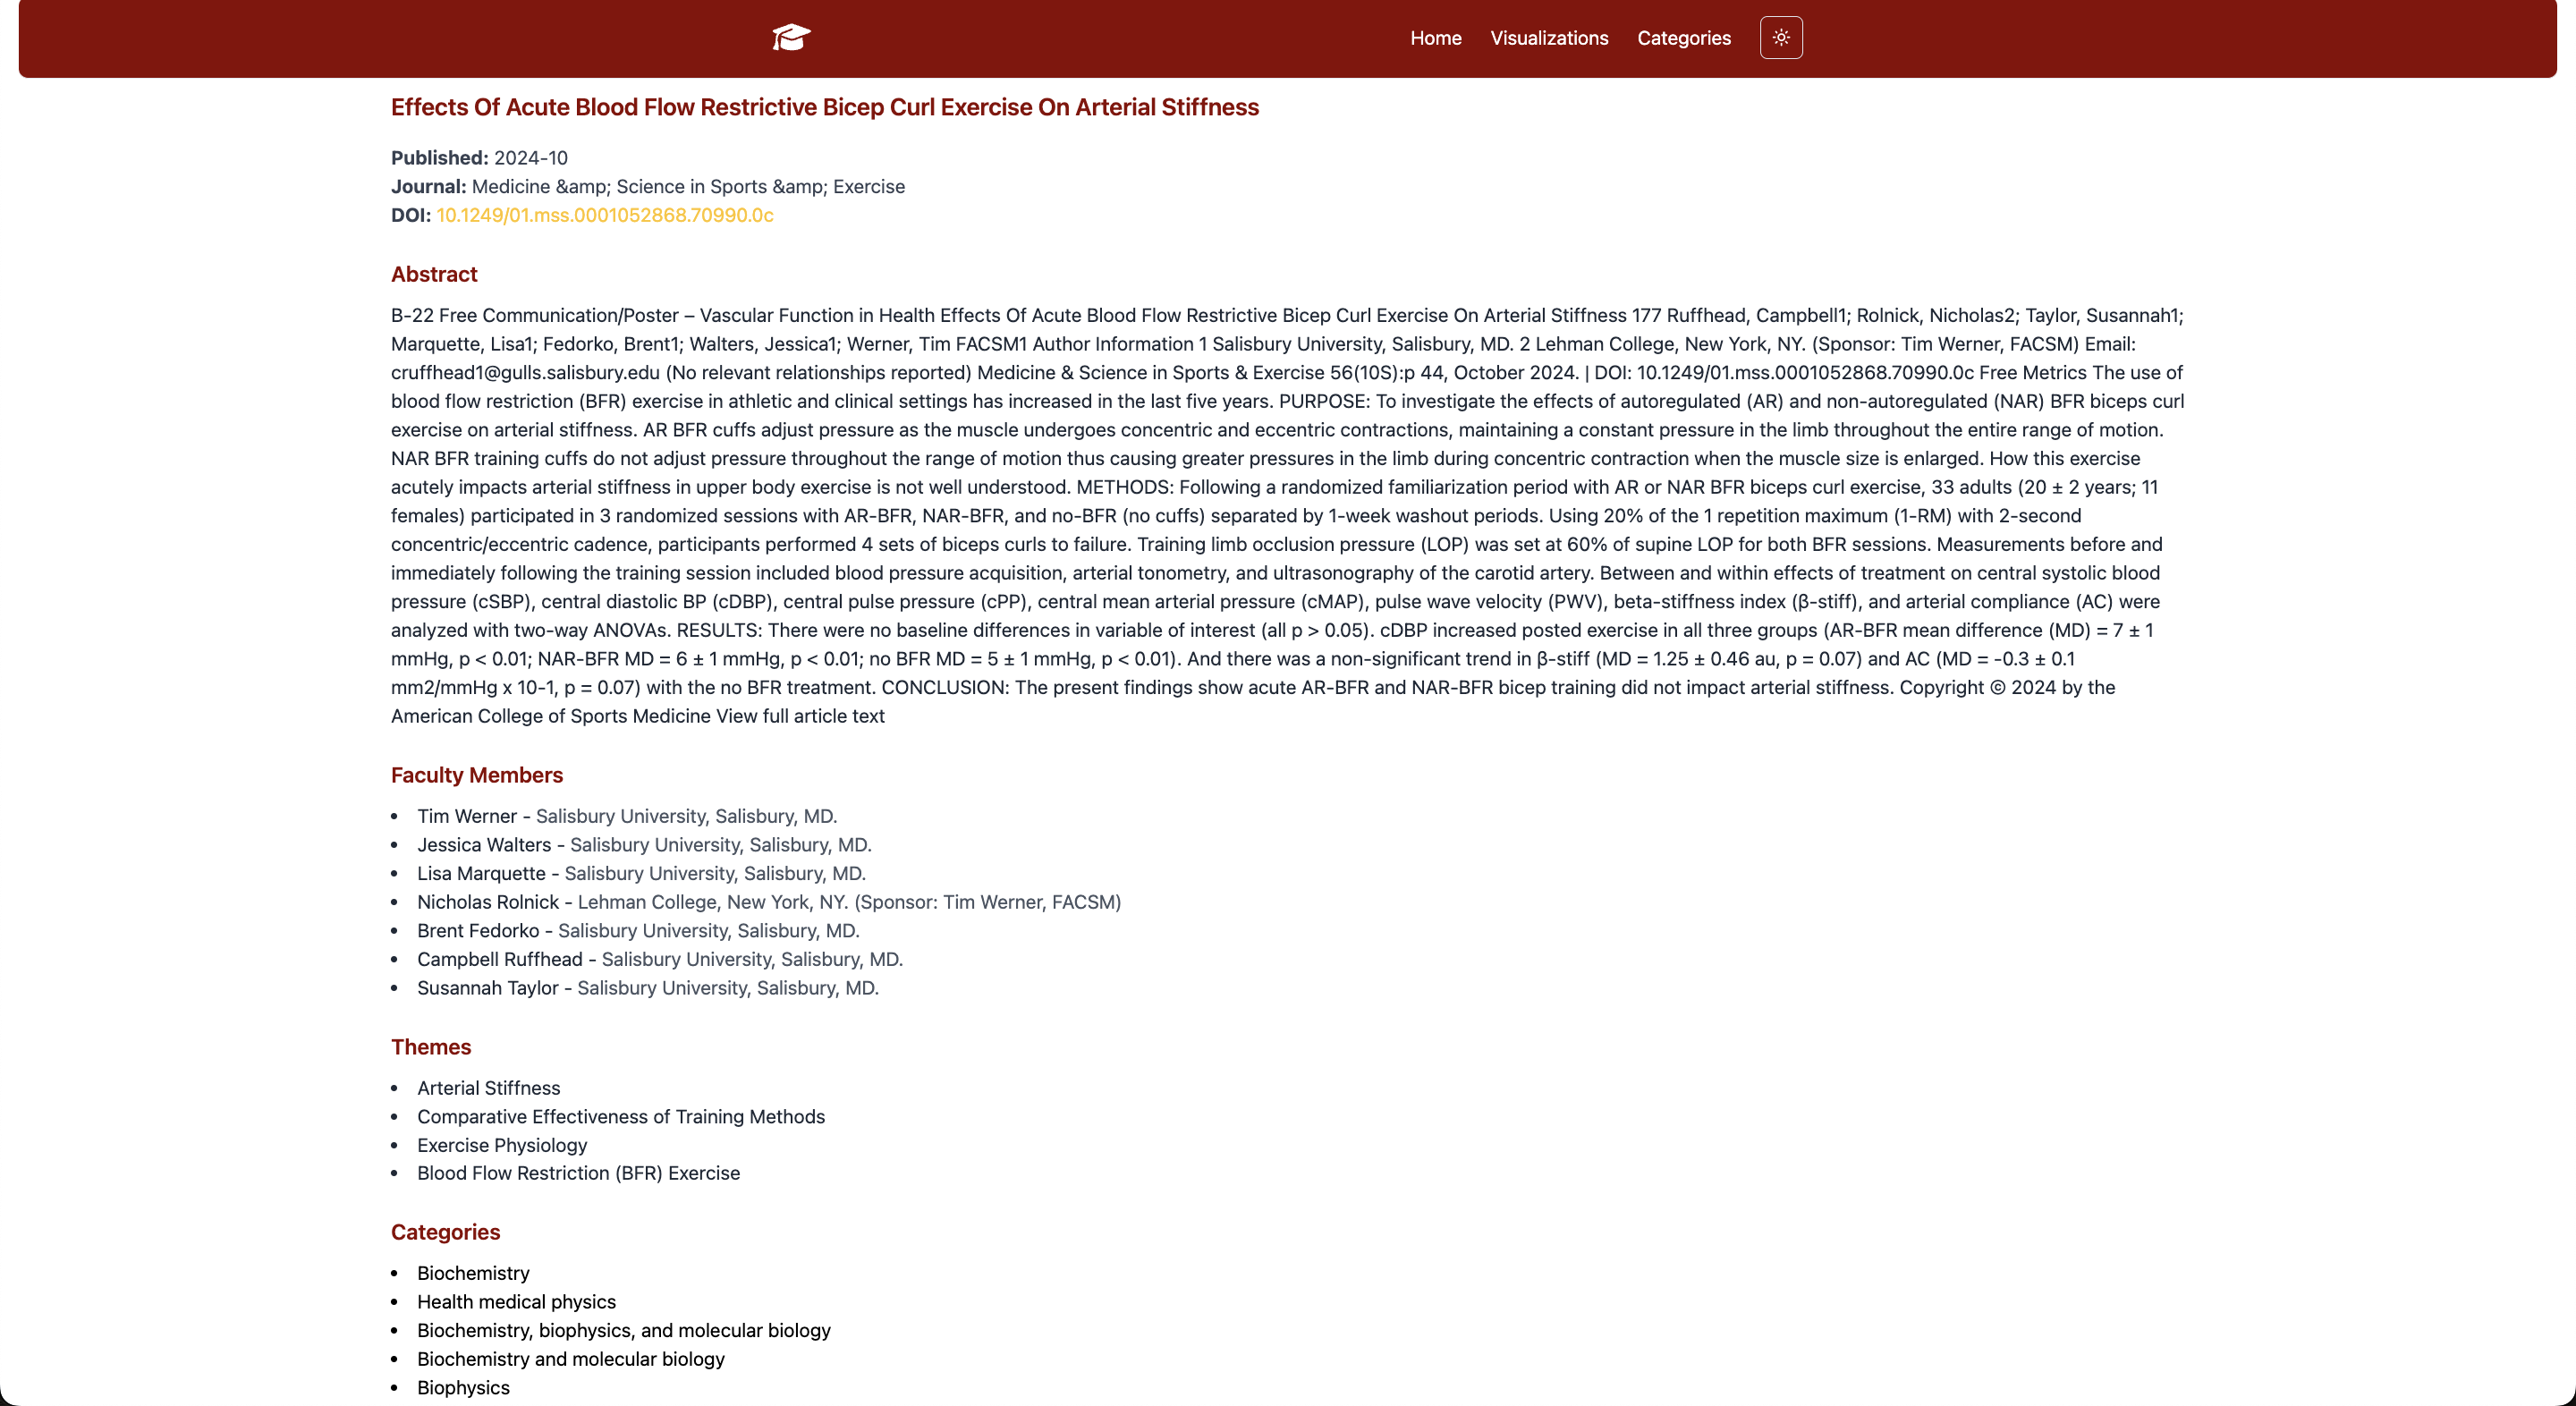 Home Visualizations Categories
Effects Of Acute Blood Flow Restrictive Bicep Curl Exercise On Arterial Stiffness
Published: 2024-10
Journal: Medicine &amp; Science in Sports &amp; Exercise
DOI: 10.1249/01.mss.0001052868.70990.0c
Abstract
B-22 Free Communication/Poster – Vascular Function in Health Effects Of Acute Blood Flow Restrictive Bicep Curl Exercise On Arterial Stiffness 177 Ruffhead, Campbell1; Rolnick, Nicholas2; Taylor, Susannah1;
Marquette, Lisa1; Fedorko, Brent1; Walters, Jessica1; Werner, Tim FACSM1 Author Information 1 Salisbury University, Salisbury, MD. 2 Lehman College, New York, NY. (Sponsor: Tim Werner, FACSM) Email:
cruffhead1@gulls.salisbury.edu (No relevant relationships reported) Medicine & Science in Sports & Exercise 56(10S):p 44, October 2024. | DOI: 10.1249/01.mss.0001052868.70990.0c Free Metrics The use of
blood flow restriction (BFR) exercise in athletic and clinical settings has increased in the last five years. PURPOSE: To investigate the effects of autoregulated (AR) and non-autoregulated (NAR) BFR biceps curl
exercise on arterial stiffness. AR BFR cuffs adjust pressure as the muscle undergoes concentric and eccentric contractions, maintaining a constant pressure in the limb throughout the entire range of motion.
NAR BFR training cuffs do not adjust pressure throughout the range of motion thus causing greater pressures in the limb during concentric contraction when the muscle size is enlarged. How this exercise
acutely impacts arterial stiffness in upper body exercise is not well understood. METHODS: Following a randomized familiarization period with AR or NAR BFR biceps curl exercise, 33 adults (20 ± 2 years; 11
females) participated in 3 randomized sessions with AR-BFR, NAR-BFR, and no-BFR (no cuffs) separated by 1-week washout periods. Using 20% of the 1 repetition maximum (1-RM) with 2-second
concentric/eccentric cadence, participants performed 4 sets of biceps curls to failure. Training limb occlusion pressure (LOP) was set at 60% of supine LOP for both BFR sessions. Measurements before and
immediately following the training session included blood pressure acquisition, arterial tonometry, and ultrasonography of the carotid artery. Between and within effects of treatment on central systolic blood
pressure (cSBP), central diastolic BP (cDBP), central pulse pressure (cPP), central mean arterial pressure (cMAP), pulse wave velocity (PWV), beta-stiffness index (β-stiff), and arterial compliance (AC) were
analyzed with two-way ANOVAs. RESULTS: There were no baseline differences in variable of interest (all p > 0.05). cDBP increased posted exercise in all three groups (AR-BFR mean difference (MD) = 7 ± 1
mmHg, p < 0.01; NAR-BFR MD = 6 ± 1 mmHg, p < 0.01; no BFR MD = 5 ± 1 mmHg, p < 0.01). And there was a non-significant trend in β-stiff (MD = 1.25 ± 0.46 au, p = 0.07) and AC (MD = -0.3 ± 0.1
mm2/mmHg x 10-1, p = 0.07) with the no BFR treatment. CONCLUSION: The present findings show acute AR-BFR and NAR-BFR bicep training did not impact arterial stiffness. Copyright © 2024 by the
American College of Sports Medicine View full article text
Faculty Members
• Tim Werner - Salisbury University, Salisbury, MD.
• Jessica Walters - Salisbury University, Salisbury, MD.
• Lisa Marquette - Salisbury University, Salisbury, MD.
• Nicholas Rolnick - Lehman College, New York, NY. (Sponsor: Tim Werner, FACSM)
• Brent Fedorko - Salisbury University, Salisbury, MD.
• Campbell Ruffhead - Salisbury University, Salisbury, MD.
• Susannah Taylor - Salisbury University, Salisbury, MD.
Themes
• Arterial Stiffness
• Comparative Effectiveness of Training Methods
• Exercise Physiology
• Blood Flow Restriction (BFR) Exercise
Categories
• Biochemistry
• Health medical physics
• Biochemistry, biophysics, and molecular biology
• Biochemistry and molecular biology
• Biophysics